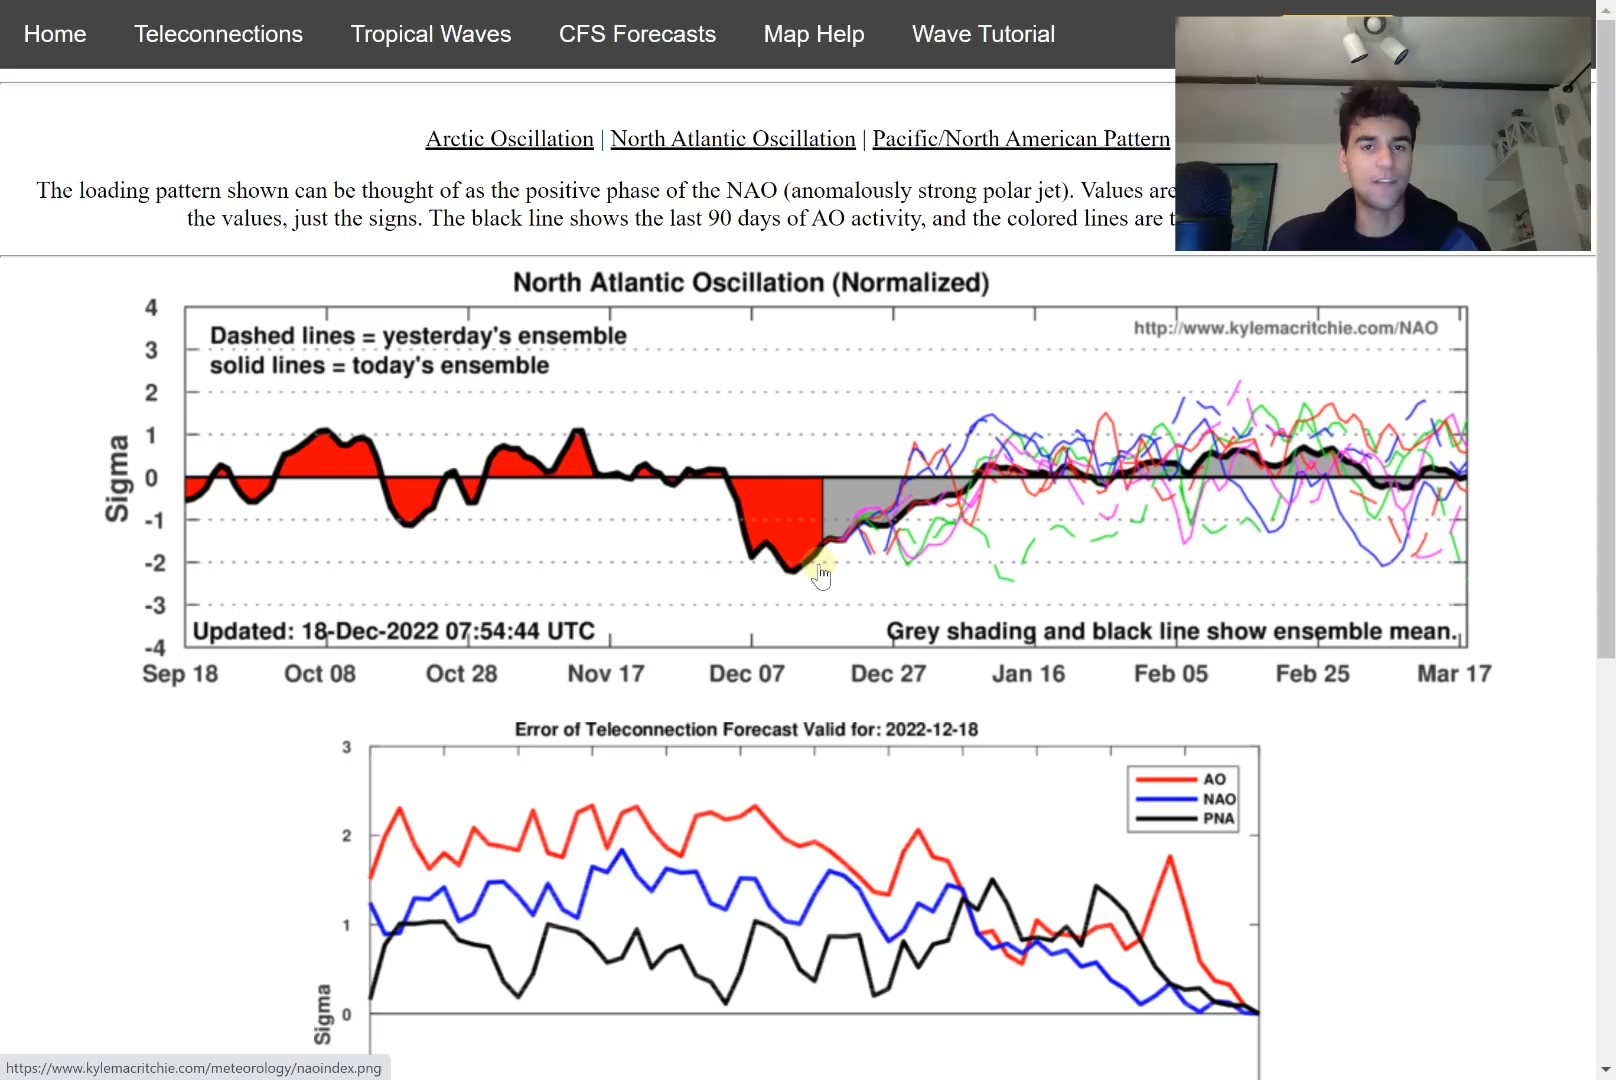 Home Teleconnections Tropical Waves CFS Forecasts Map Help Wave Tutorial
Arctic Oscillation | North Atlantic Oscillation | Pacific/North American Pattern
The loading pattern shown can be thought of as the positive phase of the NAO (anomalously strong polar jet). Values are
the values, just the signs. The black line shows the last 90 days of AO activity, and the colored lines are t
North Atlantic Oscillation (Normalized)
Dashed lines = yesterday's ensemble
solid lines = today's ensemble
http://www.kylemacritchie.com/NAO
4
3
2
1
0
-1
-2
-3
-4
Sigma
Updated: 18-Dec-2022 07:54:44 UTC
Grey shading and black line show ensemble mean.
Sep 18 Oct 08 Oct 28 Nov 17 Dec 07 Dec 27 Jan 16 Feb 05 Feb 25 Mar 17
Error of Teleconnection Forecast Valid for: 2022-12-18
3
2
1
0
Sigma
AO
NAO
PNA
https://www.kylemacritchie.com/meteorology/naoindex.png